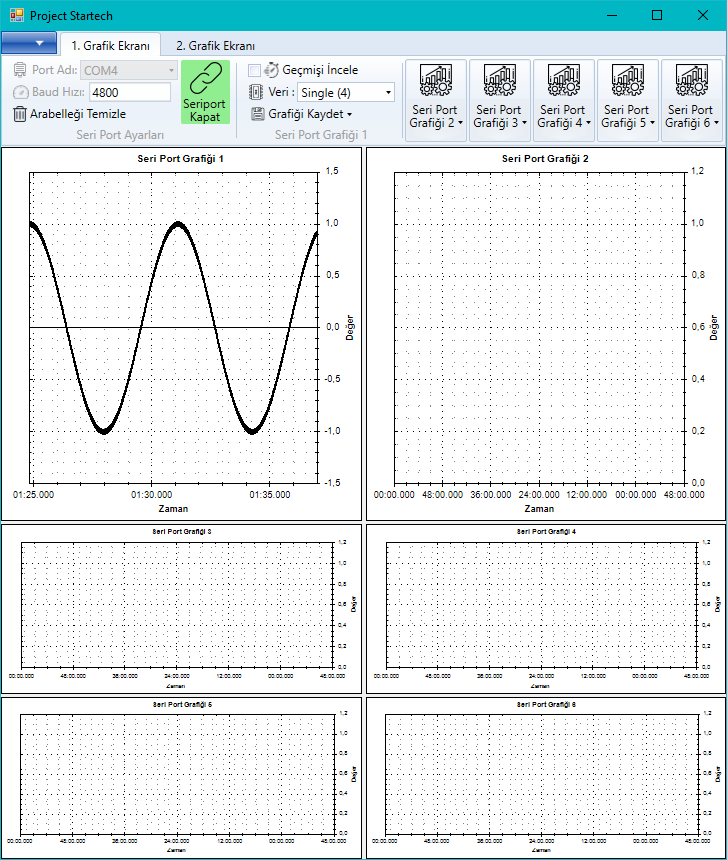 Project Startech
1. Grafik Ekranı
2. Grafik Ekranı
Port Adı: COM4
Baud Hızı: 4800
Arabelleği Temizle
Seriport
Kapat
Seri Port Ayarları
Geçmişi İncele
Veri : Single (4)
Grafiği Kaydet
Seri Port Grafiği 1
Seri Port
Grafiği 2
Seri Port
Grafiği 3
Seri Port
Grafiği 4
Seri Port
Grafiği 5
Seri Port
Grafiği 6
Seri Port Grafiği 1
1,5
1,0
0,5
0,0
-0,5
-1,0
-1,5
Değer
01:25.000 01:30.000 01:35.000
Zaman
Seri Port Grafiği 2
1,2
1,0
0,8
0,6
0,4
0,2
0,0
Değer
00:00.000 48:00.000 36:00.000 24:00.000 12:00.000 00:00.000 48:00.000
Zaman
Seri Port Grafiği 3
1,2
1,0
0,8
0,6
0,4
0,2
0,0
Değer
00:00.000 48:00.000 36:00.000 24:00.000 12:00.000 00:00.000 48:00.000
Zaman
Seri Port Grafiği 4
1,2
1,0
0,8
0,6
0,4
0,2
0,0
Değer
00:00.000 48:00.000 36:00.000 24:00.000 12:00.000 00:00.000 48:00.000
Zaman
Seri Port Grafiği 5
1,2
1,0
0,8
0,6
0,4
0,2
0,0
Değer
00:00.000 48:00.000 36:00.000 24:00.000 12:00.000 00:00.000 48:00.000
Zaman
Seri Port Grafiği 6
1,2
1,0
0,8
0,6
0,4
0,2
0,0
Değer
00:00.000 48:00.000 36:00.000 24:00.000 12:00.000 00:00.000 48:00.000
Zaman